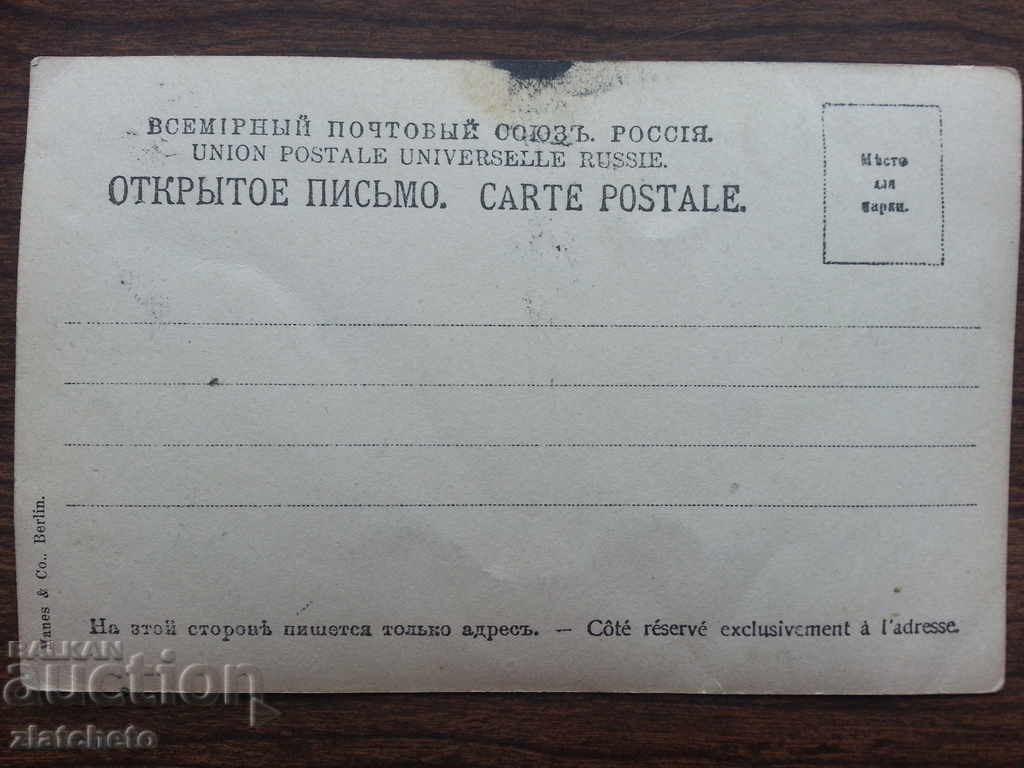 ВСЕМІРНЫЙ ПОЧТОВЫЙ СОЮЗЪ. РОССІЯ.
UNION POSTALE UNIVERSELLE RUSSIE.
ОТКРЫТОЕ ПИСЬМО. CARTE POSTALE.
Мѣсто
для
марки.
& Co., Berlin.
На этой сторонѣ пишется только адресъ. — Côté réservé exclusivement à l'adresse.
BALKAN
auction
zlatcheto